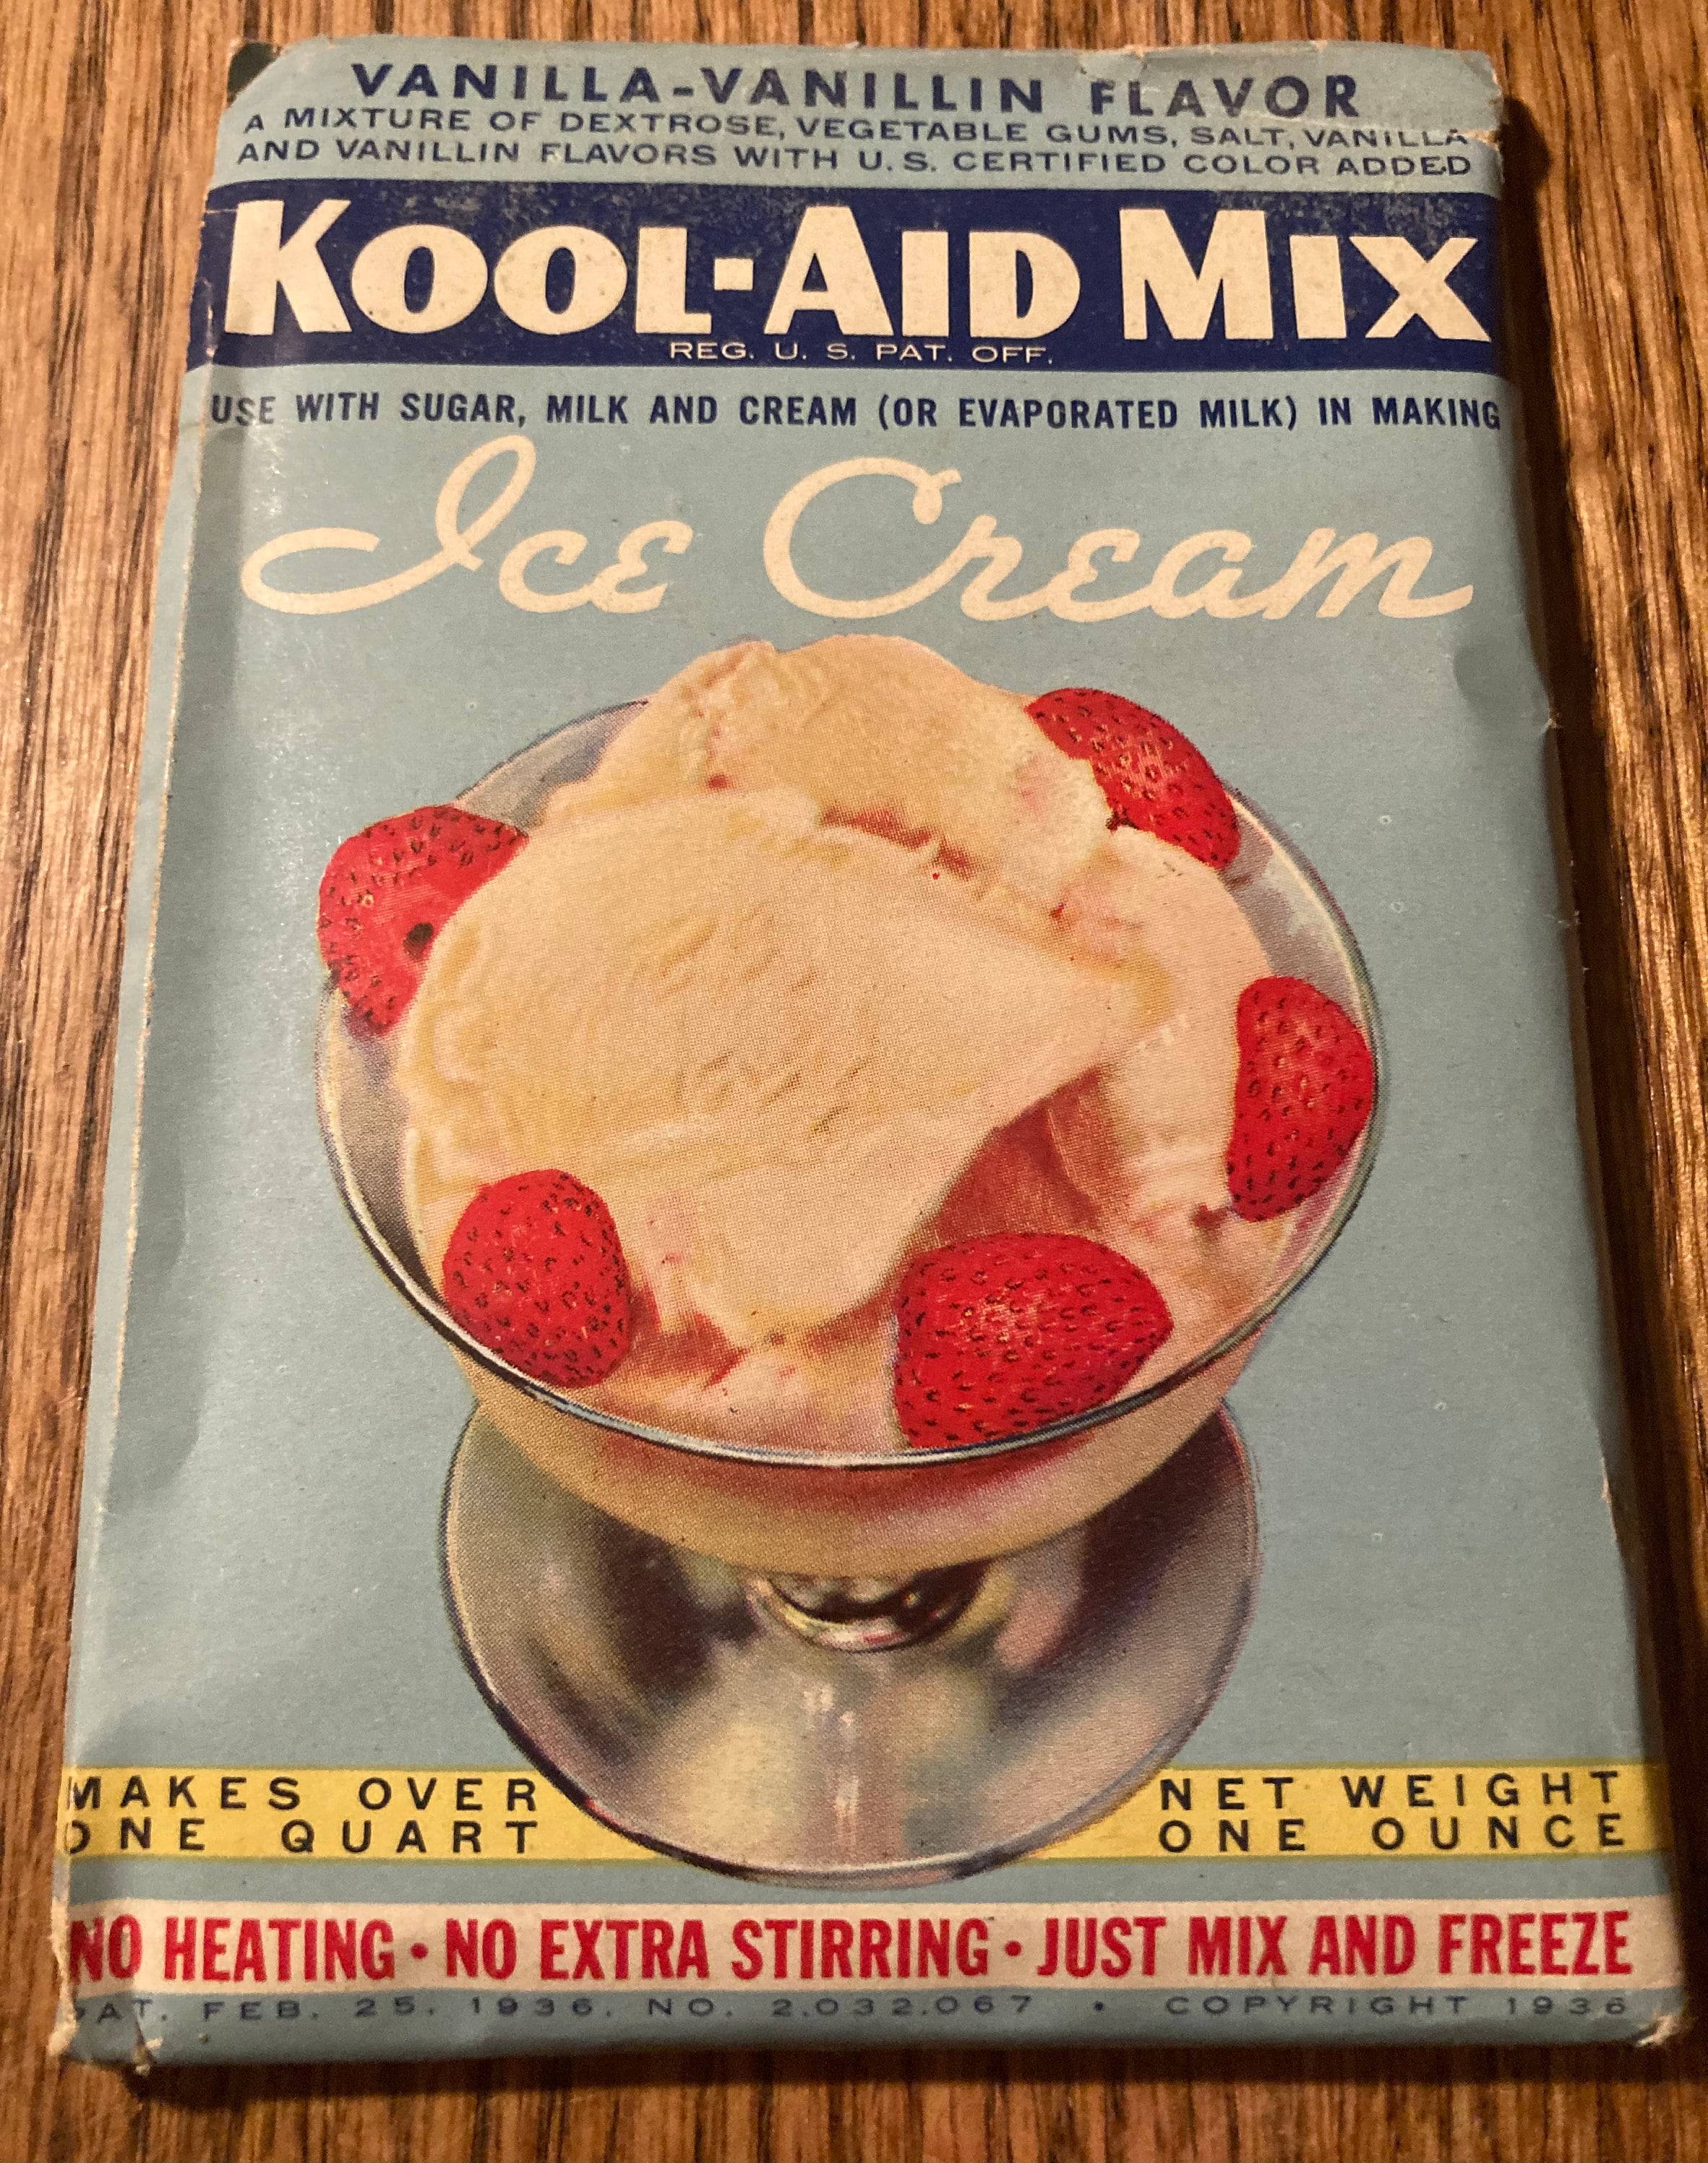 VANILLA-VANILLIN FLAVOR
A MIXTURE OF DEXTROSE, VEGETABLE GUMS, SALT, VANILLA
AND VANILLIN FLAVORS WITH U.S. CERTIFIED COLOR ADDED
KOOL-AID MIX
REG. U. S. PAT. OFF.
USE WITH SUGAR, MILK AND CREAM (OR EVAPORATED MILK) IN MAKING
Ice Cream
MAKES OVER
ONE QUART
NET WEIGHT
ONE OUNCE
NO HEATING · NO EXTRA STIRRING · JUST MIX AND FREEZE
PAT. FEB. 25, 1936, NO. 2.032.067 • COPYRIGHT 1936